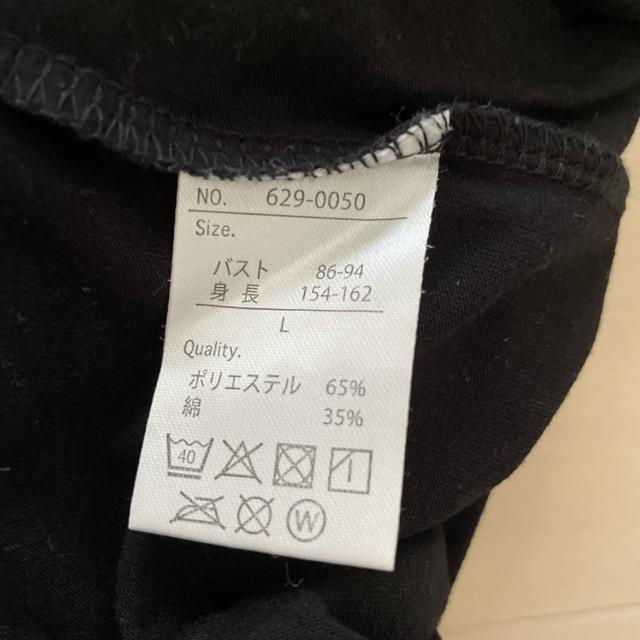 NO. 629-0050
Size.
バスト 86-94
身長 154-162
L
Quality.
ポリエステル 65%
綿 35%
40
W